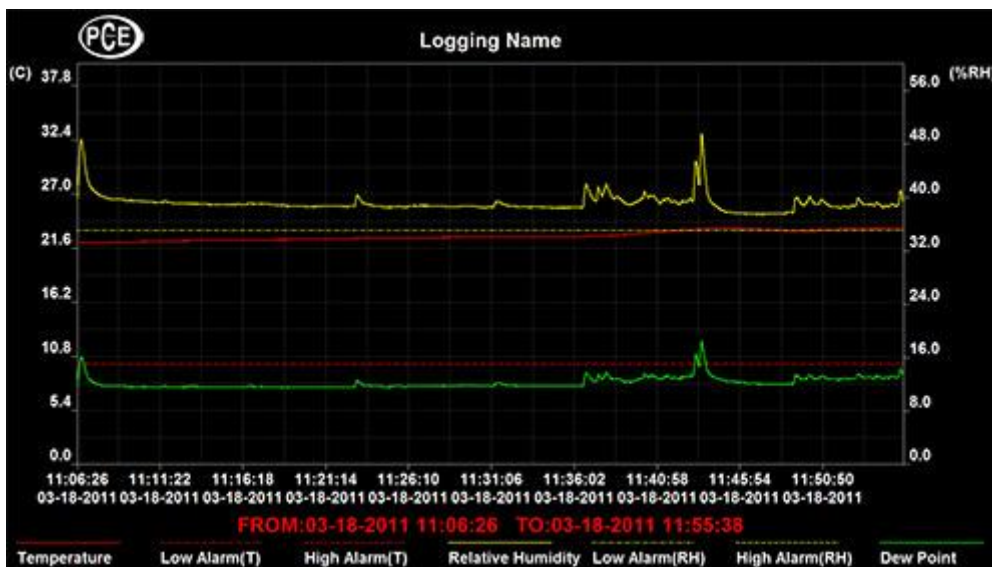 PCE
Logging Name
(C) 37.8
32.4
27.0
21.6
16.2
10.8
5.4
0.0
56.0 (%RH)
48.0
40.0
32.0
24.0
16.0
8.0
0.0
11:06:26 11:11:22 11:16:18 11:21:14 11:26:10 11:31:06 11:36:02 11:40:58 11:45:54 11:50:50
03-18-2011 03-18-2011 03-18-2011 03-18-2011 03-18-2011 03-18-2011 03-18-2011 03-18-2011 03-18-2011 03-18-2011
FROM:03-18-2011 11:06:26 TO:03-18-2011 11:55:38
Temperature Low Alarm(T) High Alarm(T) Relative Humidity Low Alarm(RH) High Alarm(RH) Dew Point